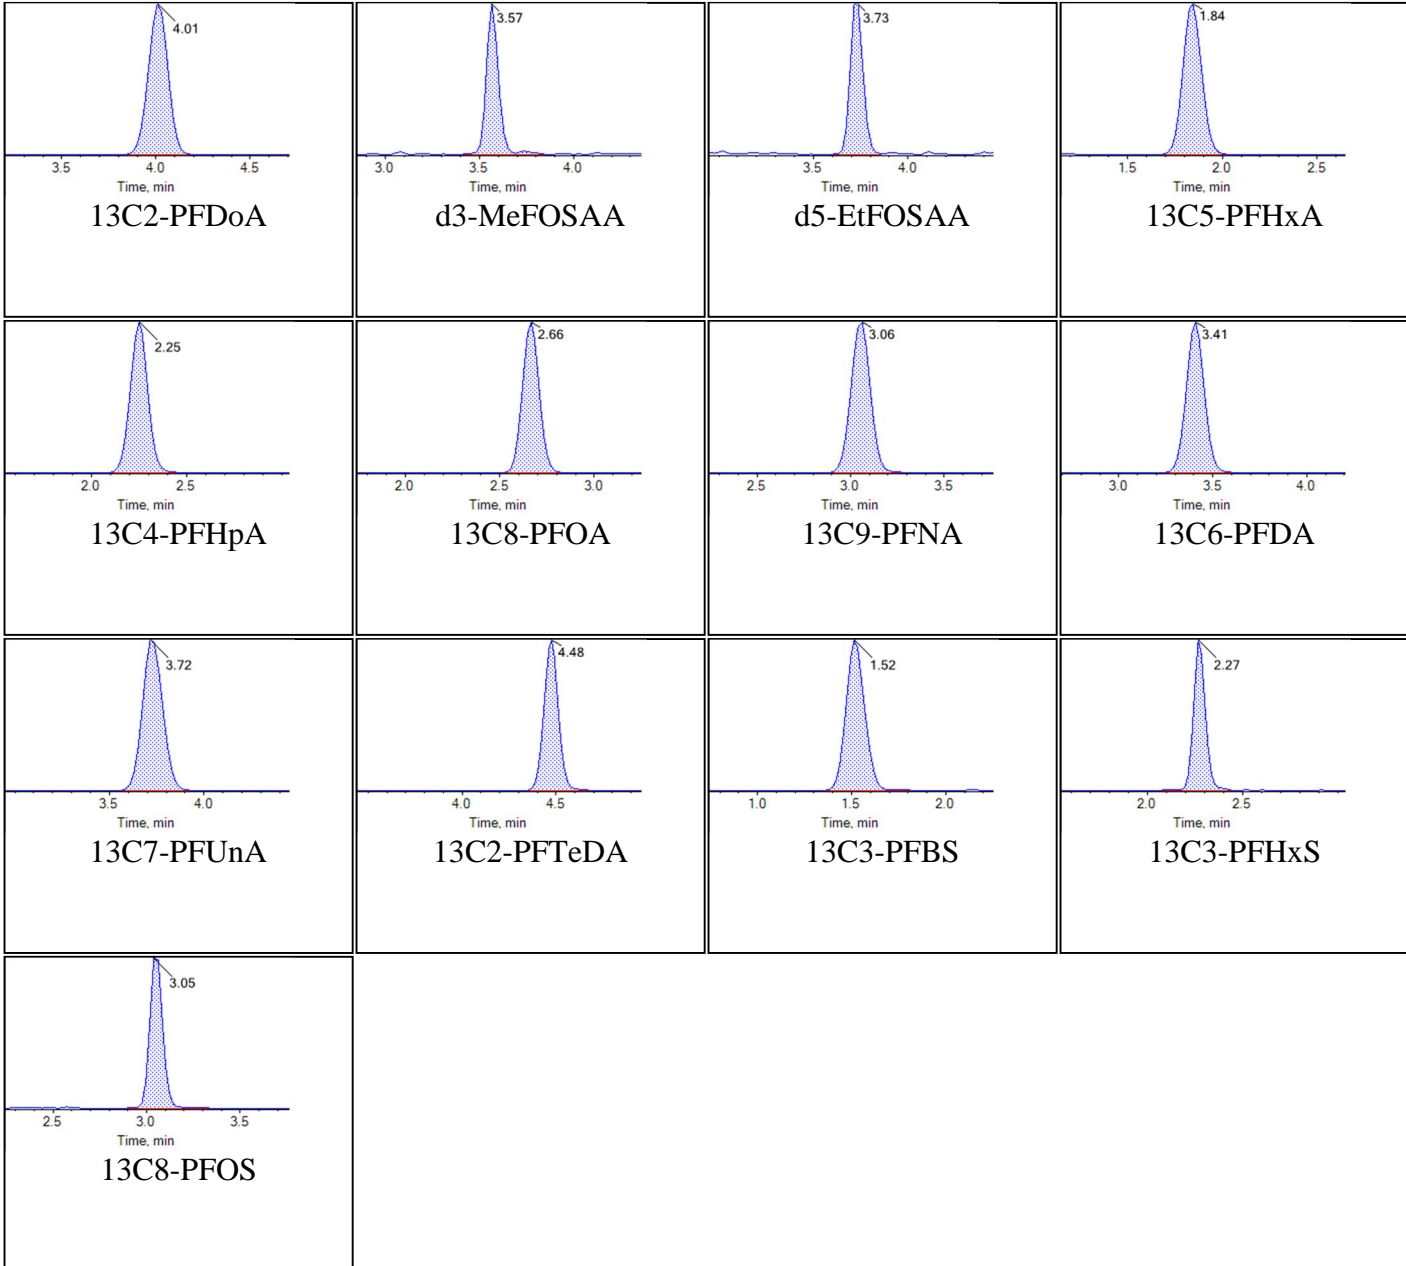 4.01
3.5 4.0 4.5
Time, min
13C2-PFDoA
3.57
3.0 3.5 4.0
Time, min
d3-MeFOSAA
3.73
3.5 4.0
Time, min
d5-EtFOSAA
1.84
1.5 2.0 2.5
Time, min
13C5-PFHxA
2.25
2.0 2.5
Time, min
13C4-PFHpA
2.66
2.0 2.5 3.0
Time, min
13C8-PFOA
3.06
2.5 3.0 3.5
Time, min
13C9-PFNA
3.41
3.0 3.5 4.0
Time, min
13C6-PFDA
3.72
3.5 4.0
Time, min
13C7-PFUnA
4.48
4.0 4.5
Time, min
13C2-PFTeDA
1.52
1.0 1.5 2.0
Time, min
13C3-PFBS
2.27
2.0 2.5
Time, min
13C3-PFHxS
3.05
2.5 3.0 3.5
Time, min
13C8-PFOS